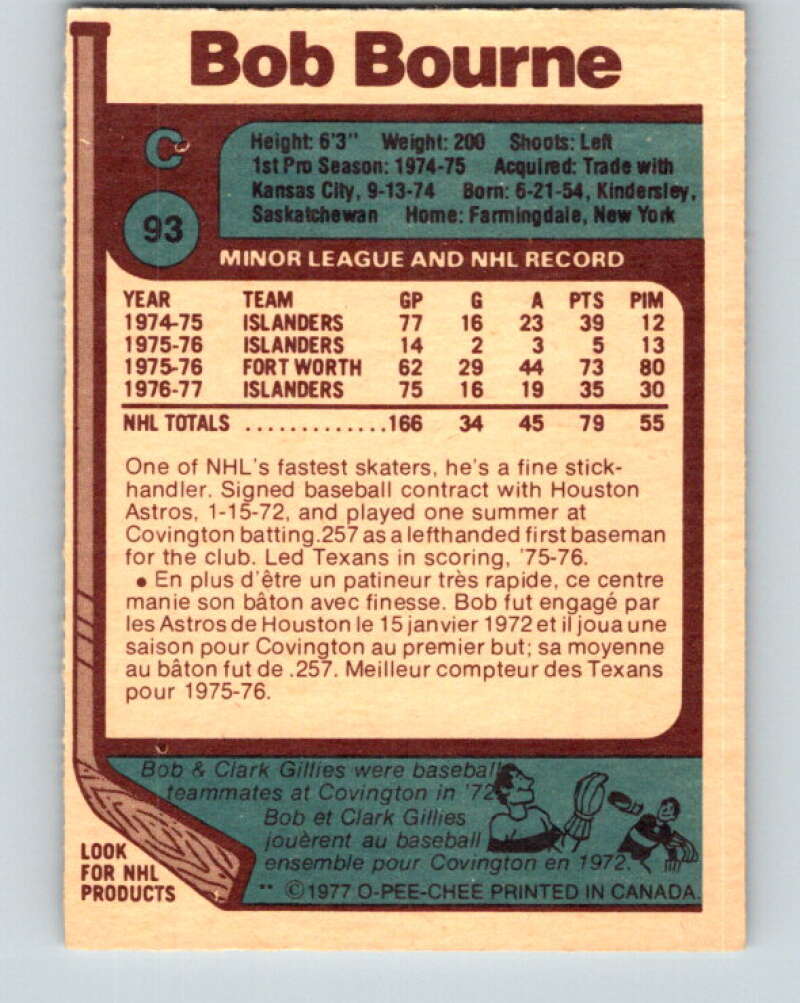 Bob Bourne
C
Height: 6'3" Weight: 200 Shoots: Left
1st Pro Season: 1974-75 Acquired: Trade with
Kansas City, 9-13-74 Born: 6-21-54, Kindersley,
Saskatchewan Home: Farmingdale, New York
93
MINOR LEAGUE AND NHL RECORD
YEAR TEAM GP G A PTS PIM
1974-75 ISLANDERS 77 16 23 39 12
1975-76 ISLANDERS 14 2 3 5 13
1975-76 FORT WORTH 62 29 44 73 80
1976-77 ISLANDERS 75 16 19 35 30
NHL TOTALS .............166 34 45 79 55
One of NHL's fastest skaters, he's a fine stick-
handler. Signed baseball contract with Houston
Astros, 1-15-72, and played one summer at
Covington batting.257 as a lefthanded first baseman
for the club. Led Texans in scoring, '75-76.
• En plus d'être un patineur très rapide, ce centre
manie son bâton avec finesse. Bob fut engagé par
les Astros de Houston le 15 janvier 1972 et il joua une
saison pour Covington au premier but; sa moyenne
au bâton fut de .257. Meilleur compteur des Texans
pour 1975-76.
Bob & Clark Gillies were baseball
teammates at Covington in '72
Bob et Clark Gillies
jouèrent au baseball
ensemble pour Covington en 1972.
LOOK
FOR NHL
PRODUCTS
** ©1977 O-PEE-CHEE PRINTED IN CANADA.